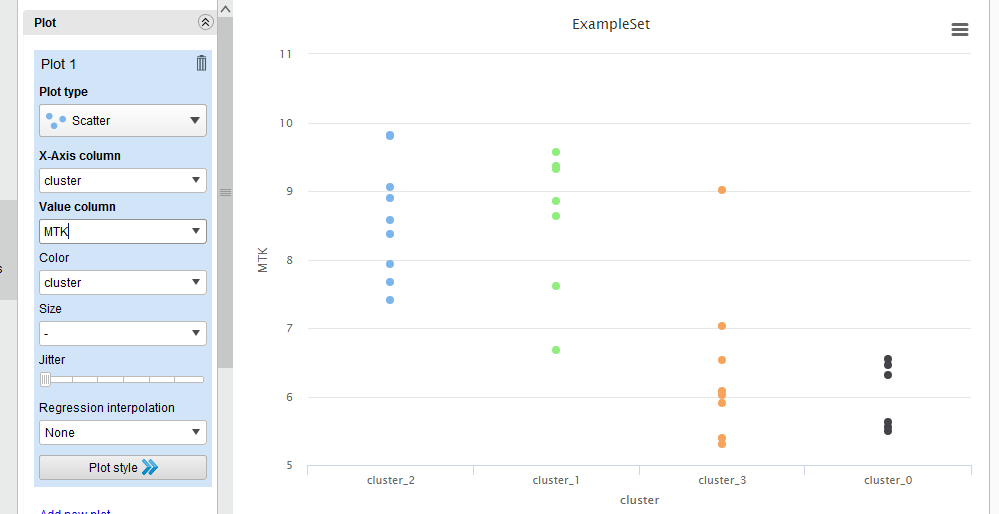 Plot
Plot 1
Plot type
Scatter
X-Axis column
cluster
Value column
MTK
Color
cluster
Size
-
Jitter
Regression interpolation
None
Plot style
Add new plot
ExampleSet
11
10
9
8
7
6
5
MTK
cluster_2 cluster_1 cluster_3 cluster_0
cluster